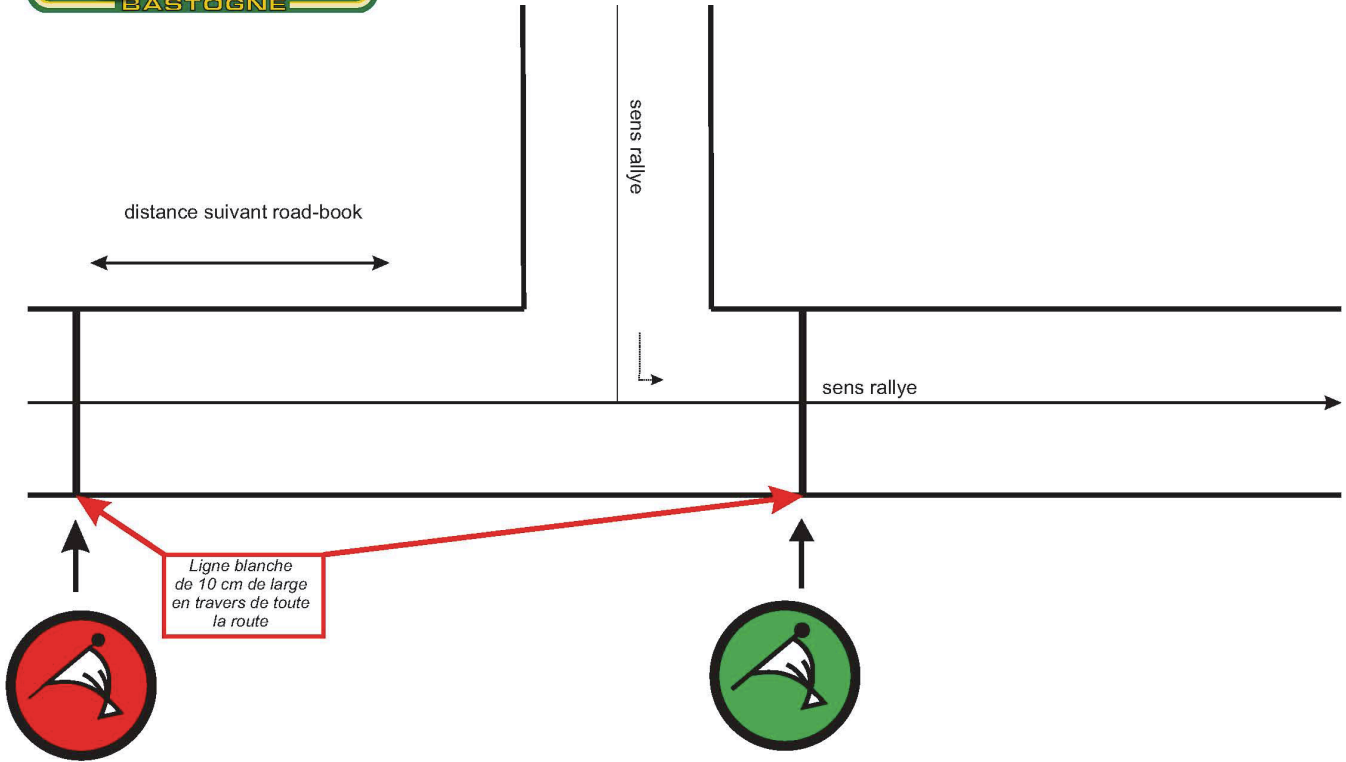 BASTOGNE
sens rallye
distance suivant road-book
sens rallye
Ligne blanche
de 10 cm de large
en travers de toute
la route